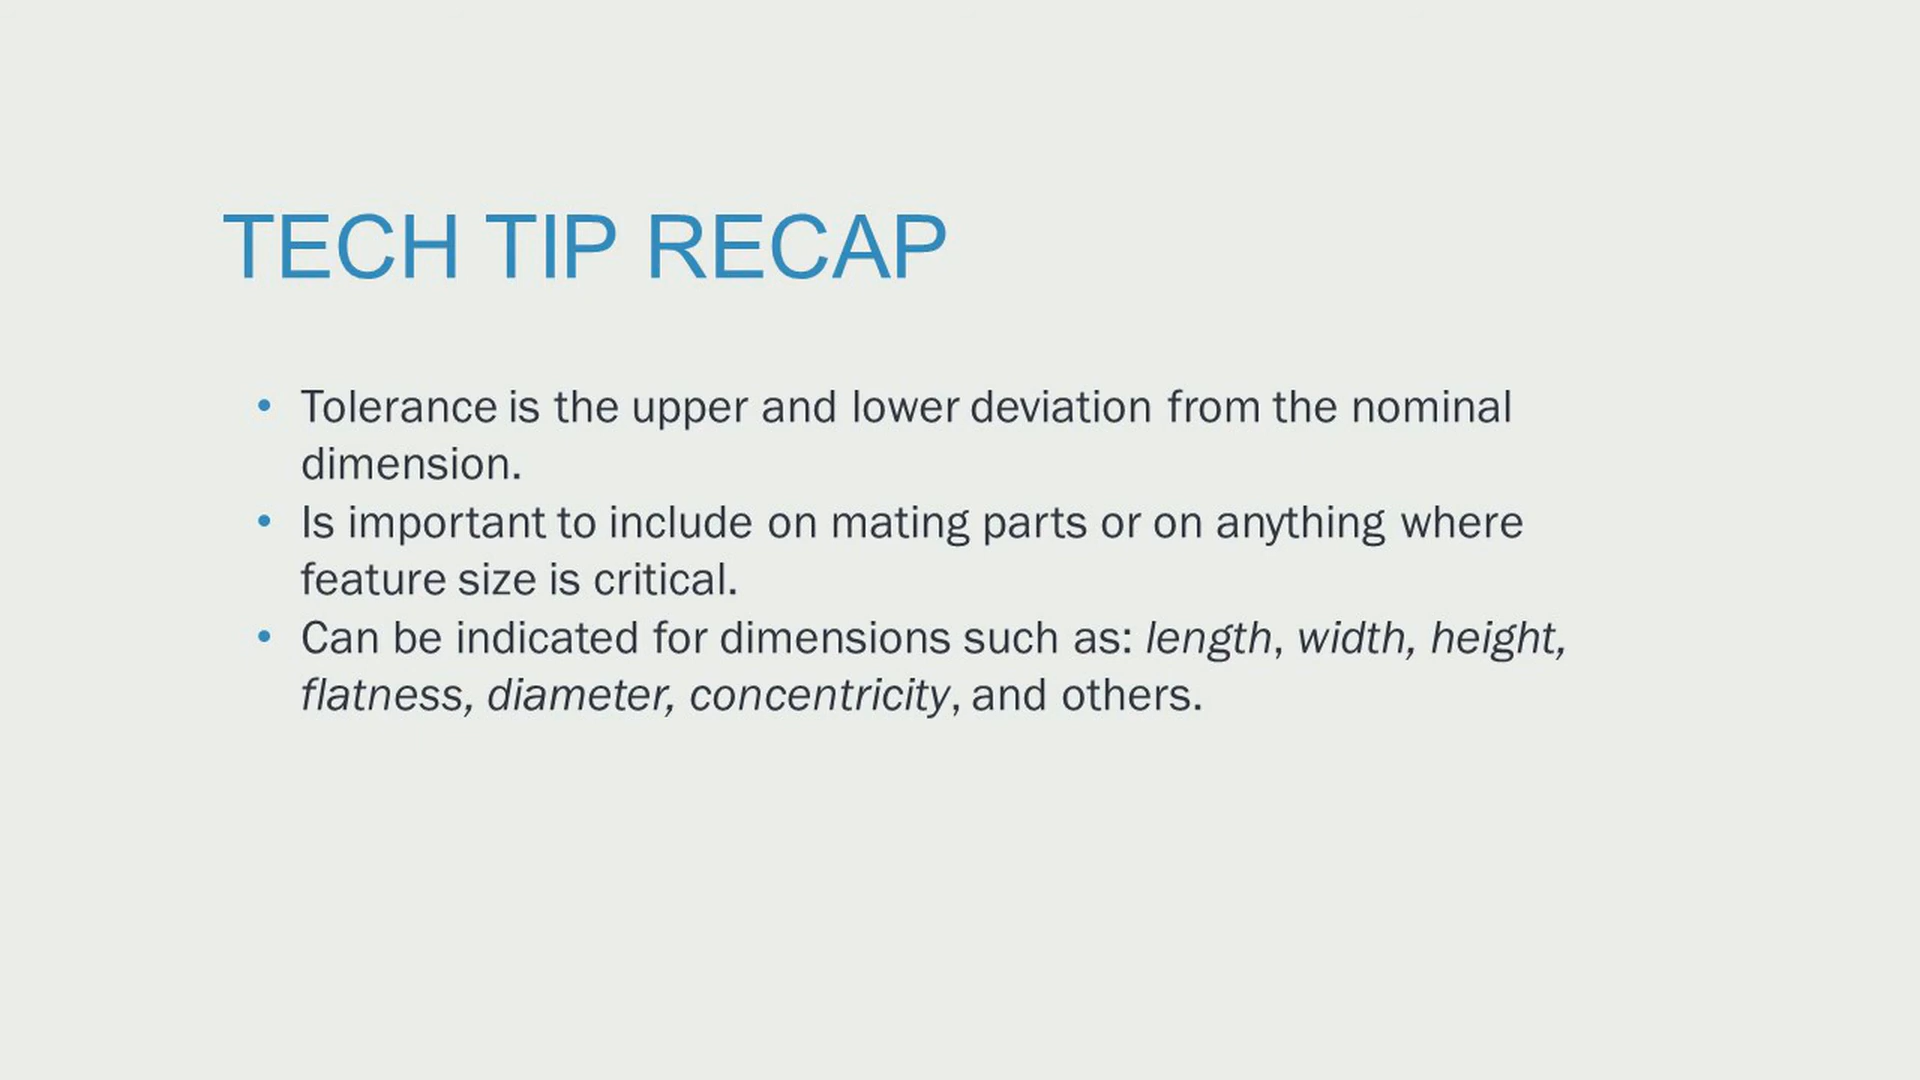 TECH TIP RECAP
• Tolerance is the upper and lower deviation from the nominal
dimension.
• Is important to include on mating parts or on anything where
feature size is critical.
• Can be indicated for dimensions such as: length, width, height,
flatness, diameter, concentricity, and others.